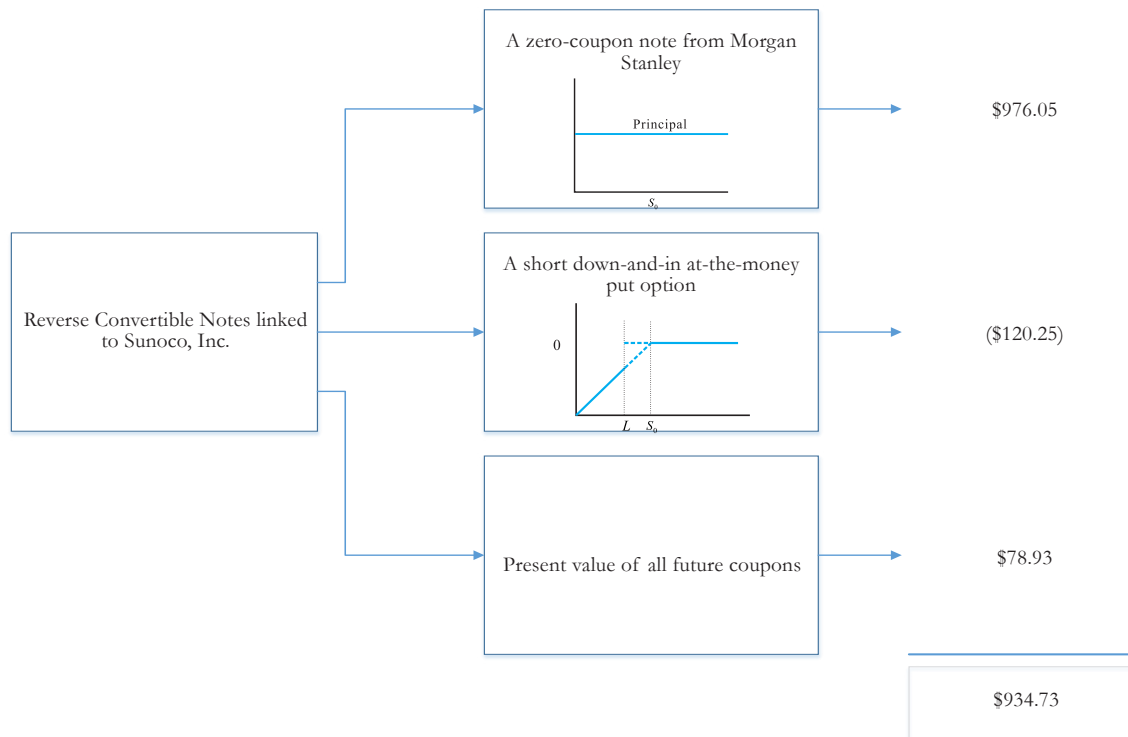 A zero-coupon note from Morgan
Stanley
Principal
S₀
$976.05
Reverse Convertible Notes linked
to Sunoco, Inc.
A short down-and-in at-the-money
put option
0
L S₀
($120.25)
Present value of all future coupons
$78.93
$934.73